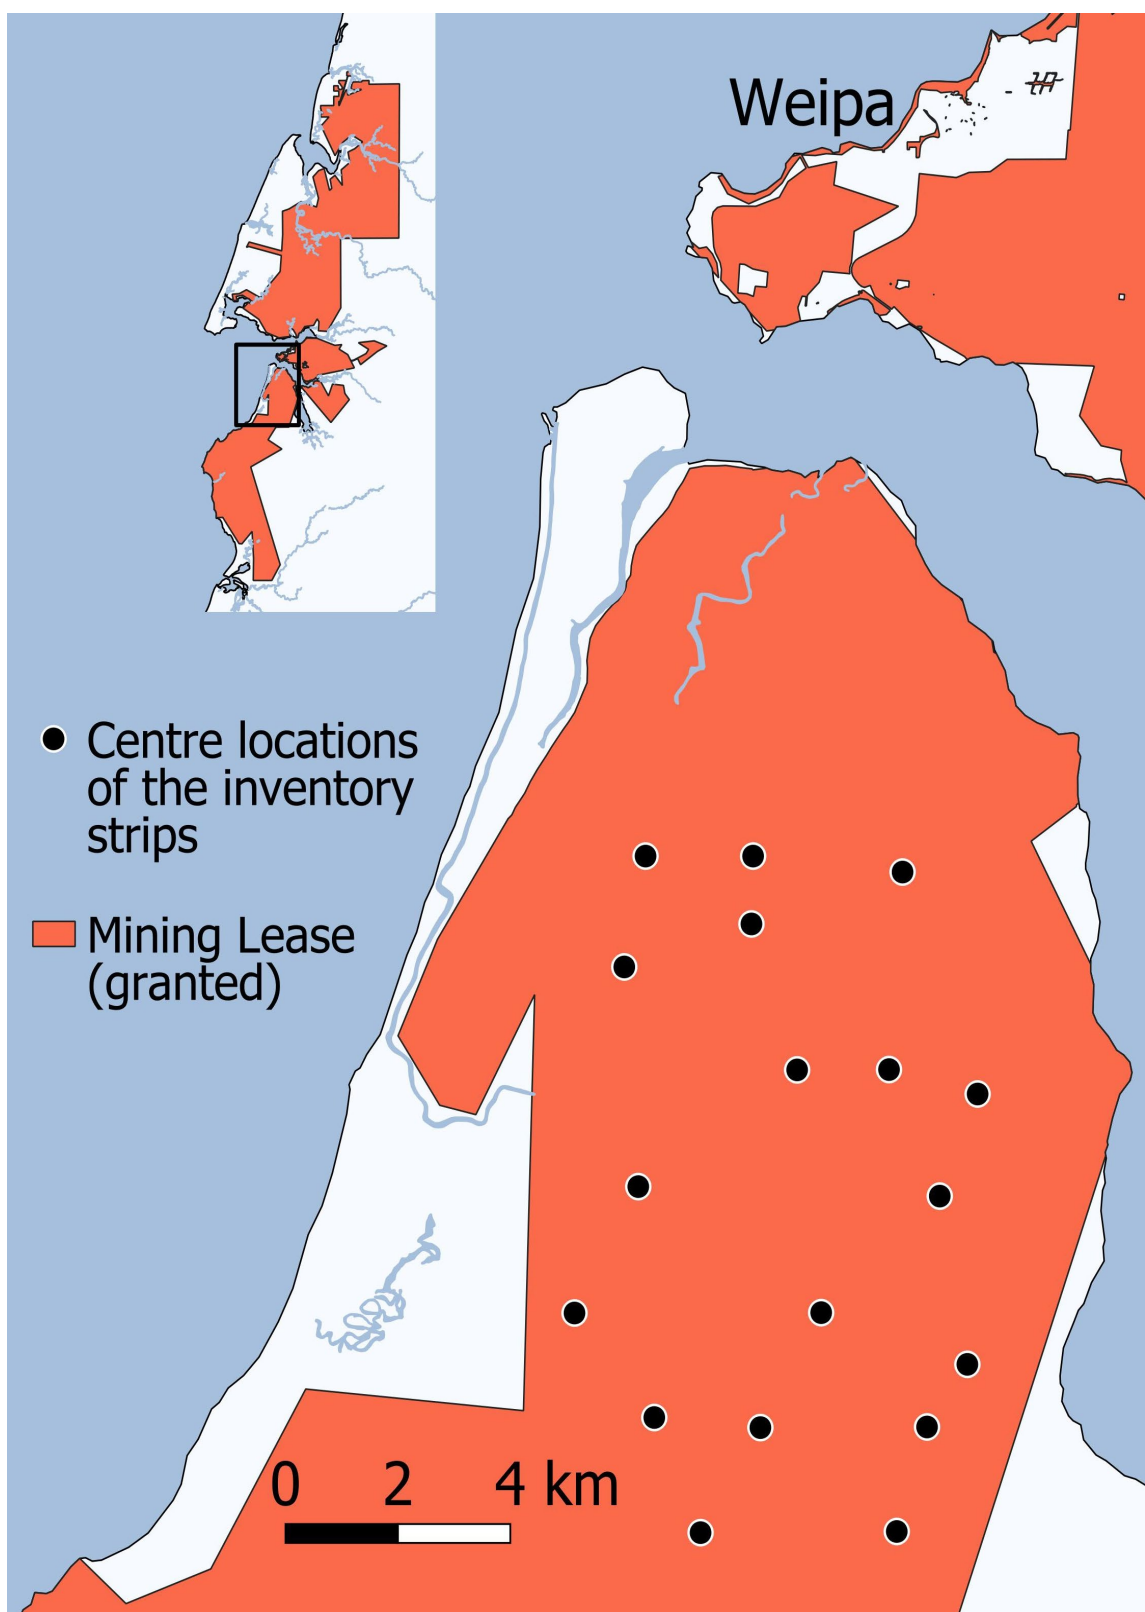 Weipa
Centre locations
of the inventory
strips
Mining Lease
(granted)
0 2 4 km